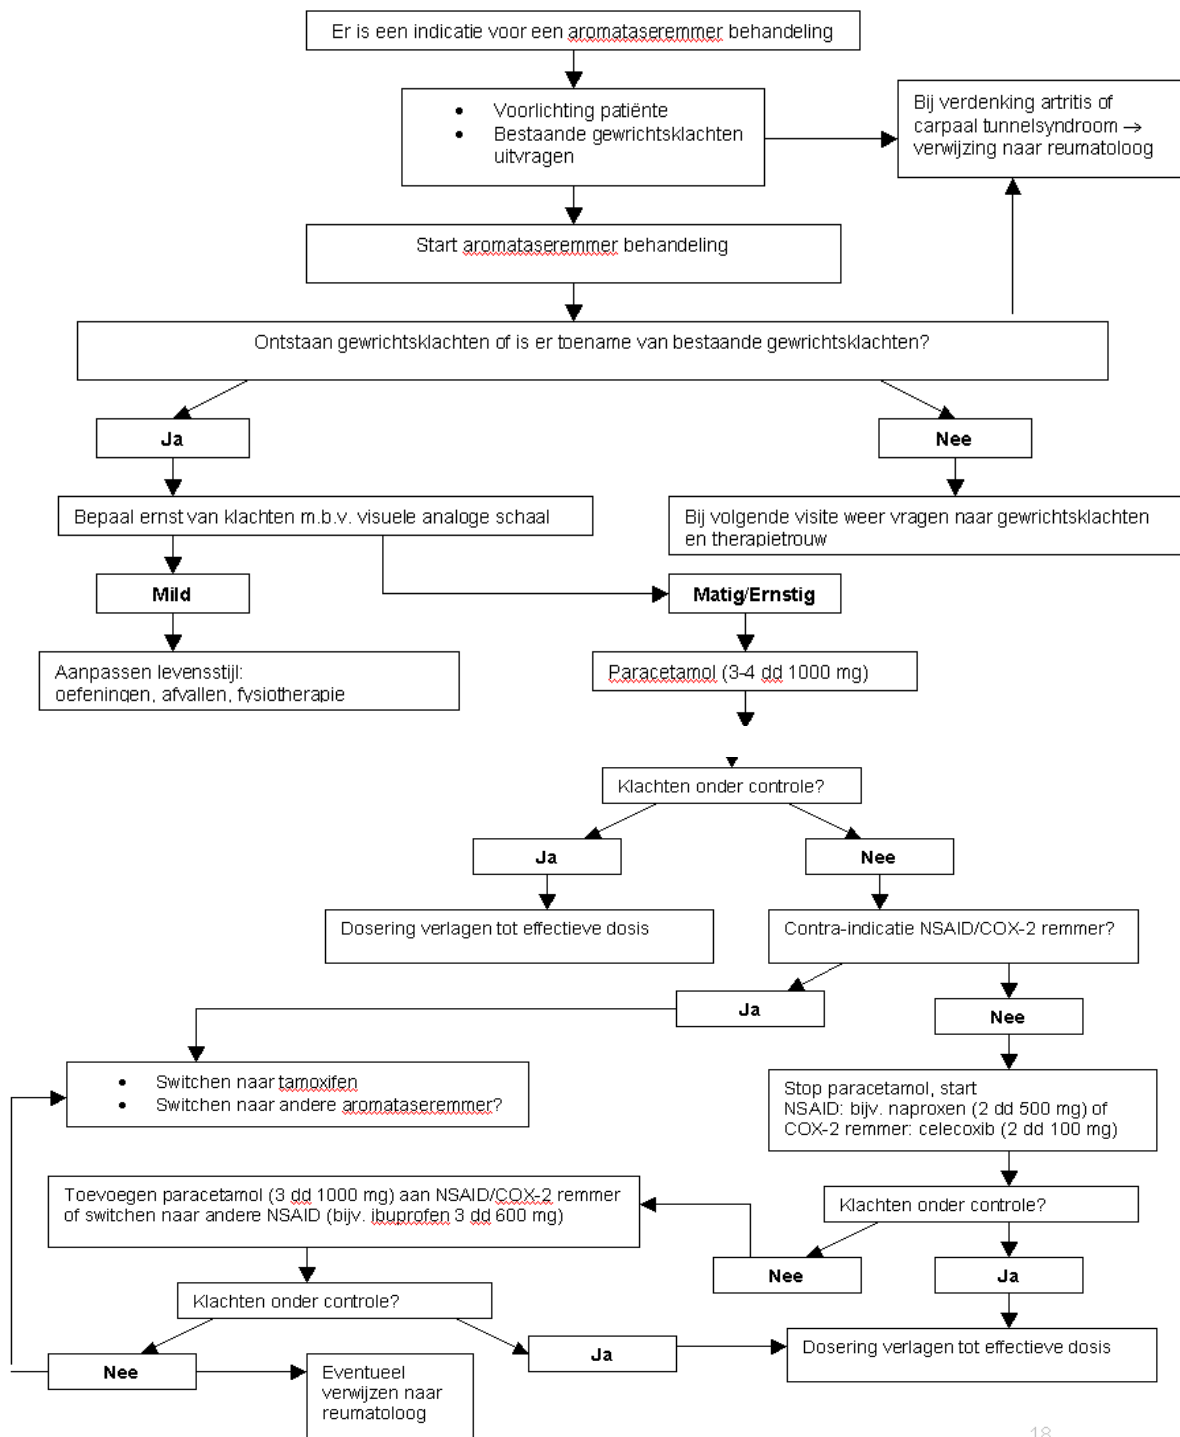 Er is een indicatie voor een aromataseremmer behandeling
• Voorlichting patiënte
• Bestaande gewrichtsklachten
uitvragen
Bij verdenking artritis of
carpaal tunnelsyndroom →
verwijzing naar reumatoloog
Start aromataseremmer behandeling
Ontstaan gewrichtsklachten of is er toename van bestaande gewrichtsklachten?
Ja
Nee
Bepaal ernst van klachten m.b.v. visuele analoge schaal
Bij volgende visite weer vragen naar gewrichtsklachten
en therapietrouw
Mild
Matig/Ernstig
Aanpassen levensstijl:
oefeningen, afvallen, fysiotherapie
Paracetamol (3-4 dd 1000 mg)
Klachten onder controle?
Ja
Nee
Dosering verlagen tot effectieve dosis
Contra-indicatie NSAID/COX-2 remmer?
Ja
Nee
• Switchen naar tamoxifen
• Switchen naar andere aromataseremmer?
Stop paracetamol, start
NSAID: bijv. naproxen (2 dd 500 mg) of
COX-2 remmer: celecoxib (2 dd 100 mg)
Toevoegen paracetamol (3 dd 1000 mg) aan NSAID/COX-2 remmer
of switchen naar andere NSAID (bijv. ibuprofen 3 dd 600 mg)
Klachten onder controle?
Nee
Ja
Klachten onder controle?
Nee
Ja
Dosering verlagen tot effectieve dosis
Eventueel
verwijzen naar
reumatoloog
18